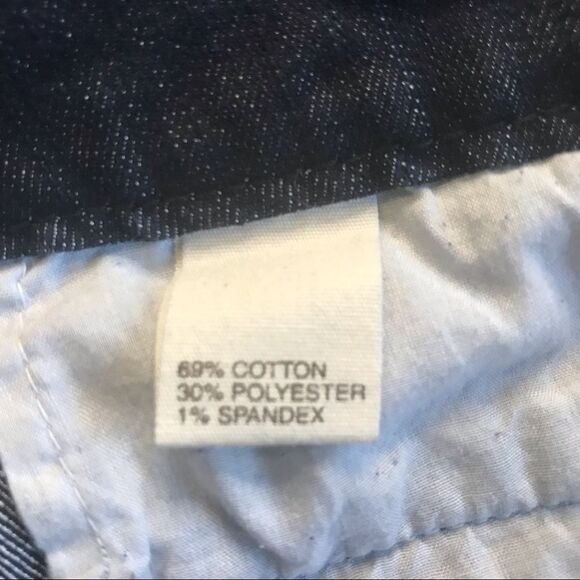 69% COTTON
30% POLYESTER
1% SPANDEX